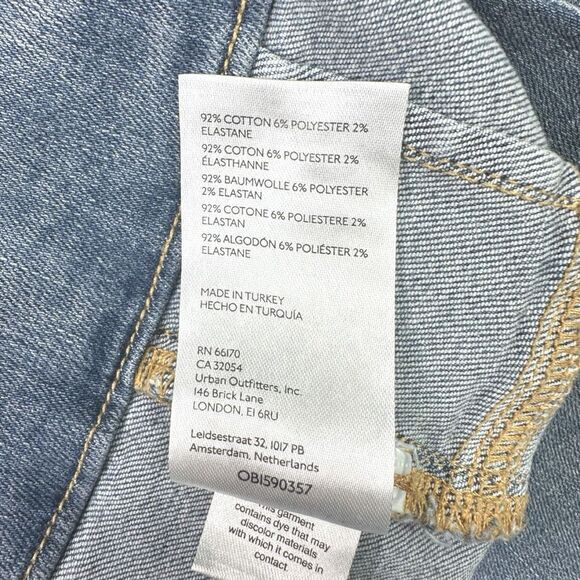 92% COTTON 6% POLYESTER 2%
ELASTANE
92% COTON 6% POLYESTER 2%
ÉLASTHANNE
92% BAUMWOLLE 6% POLYESTER
2% ELASTAN
92% COTONE 6% POLIESTERE 2%
ELASTAN
92% ALGODÓN 6% POLIÉSTER 2%
ELASTANE
MADE IN TURKEY
HECHO EN TURQUÍA
RN 66170
CA 32054
Urban Outfitters, Inc.
146 Brick Lane
LONDON, E1 6RU
Leidsestraat 32, 1017 PB
Amsterdam, Netherlands
OB1590357
This garment
contains dye that may
discolor materials
with which it comes in
contact